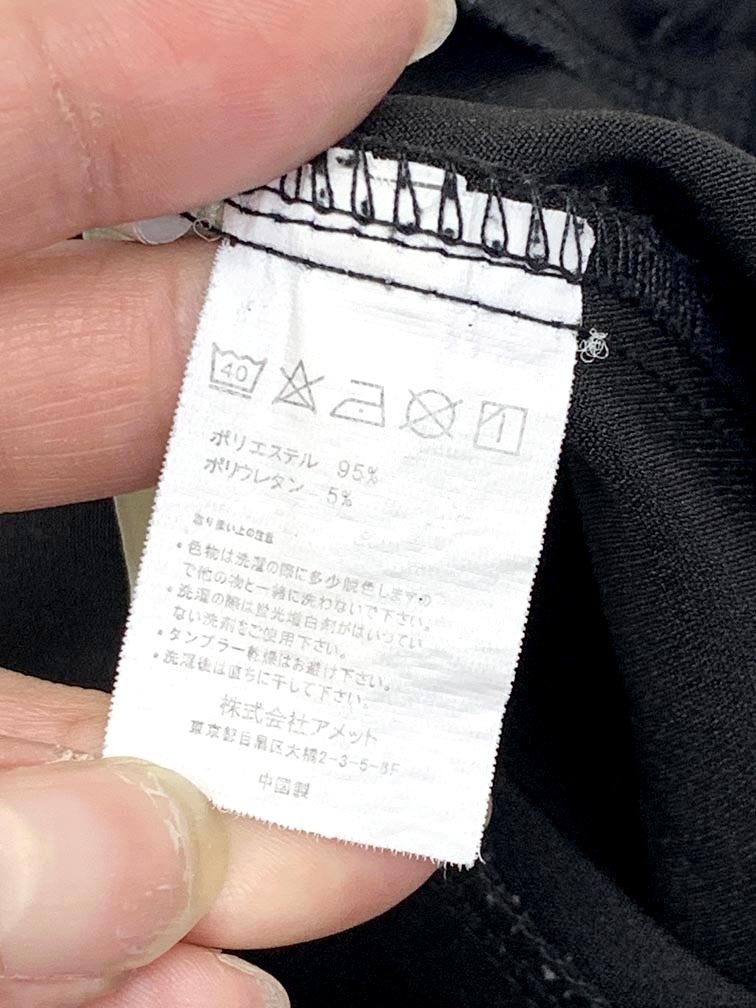 40
ポリエステル 95%
ポリウレタン 5%
取り扱い上の注意
・色物は洗濯の際に多少脱色しますの
で他の物と一緒に洗わないで下さい。
・洗濯の際は蛍光増白剤がはいってい
ない洗剤をご使用下さい。
・タンブラー乾燥はお避け下さい。
・洗濯後は直ちに干して下さい。
株式会社アメット
東京都目黒区大橋2-3-5-8F
中国製